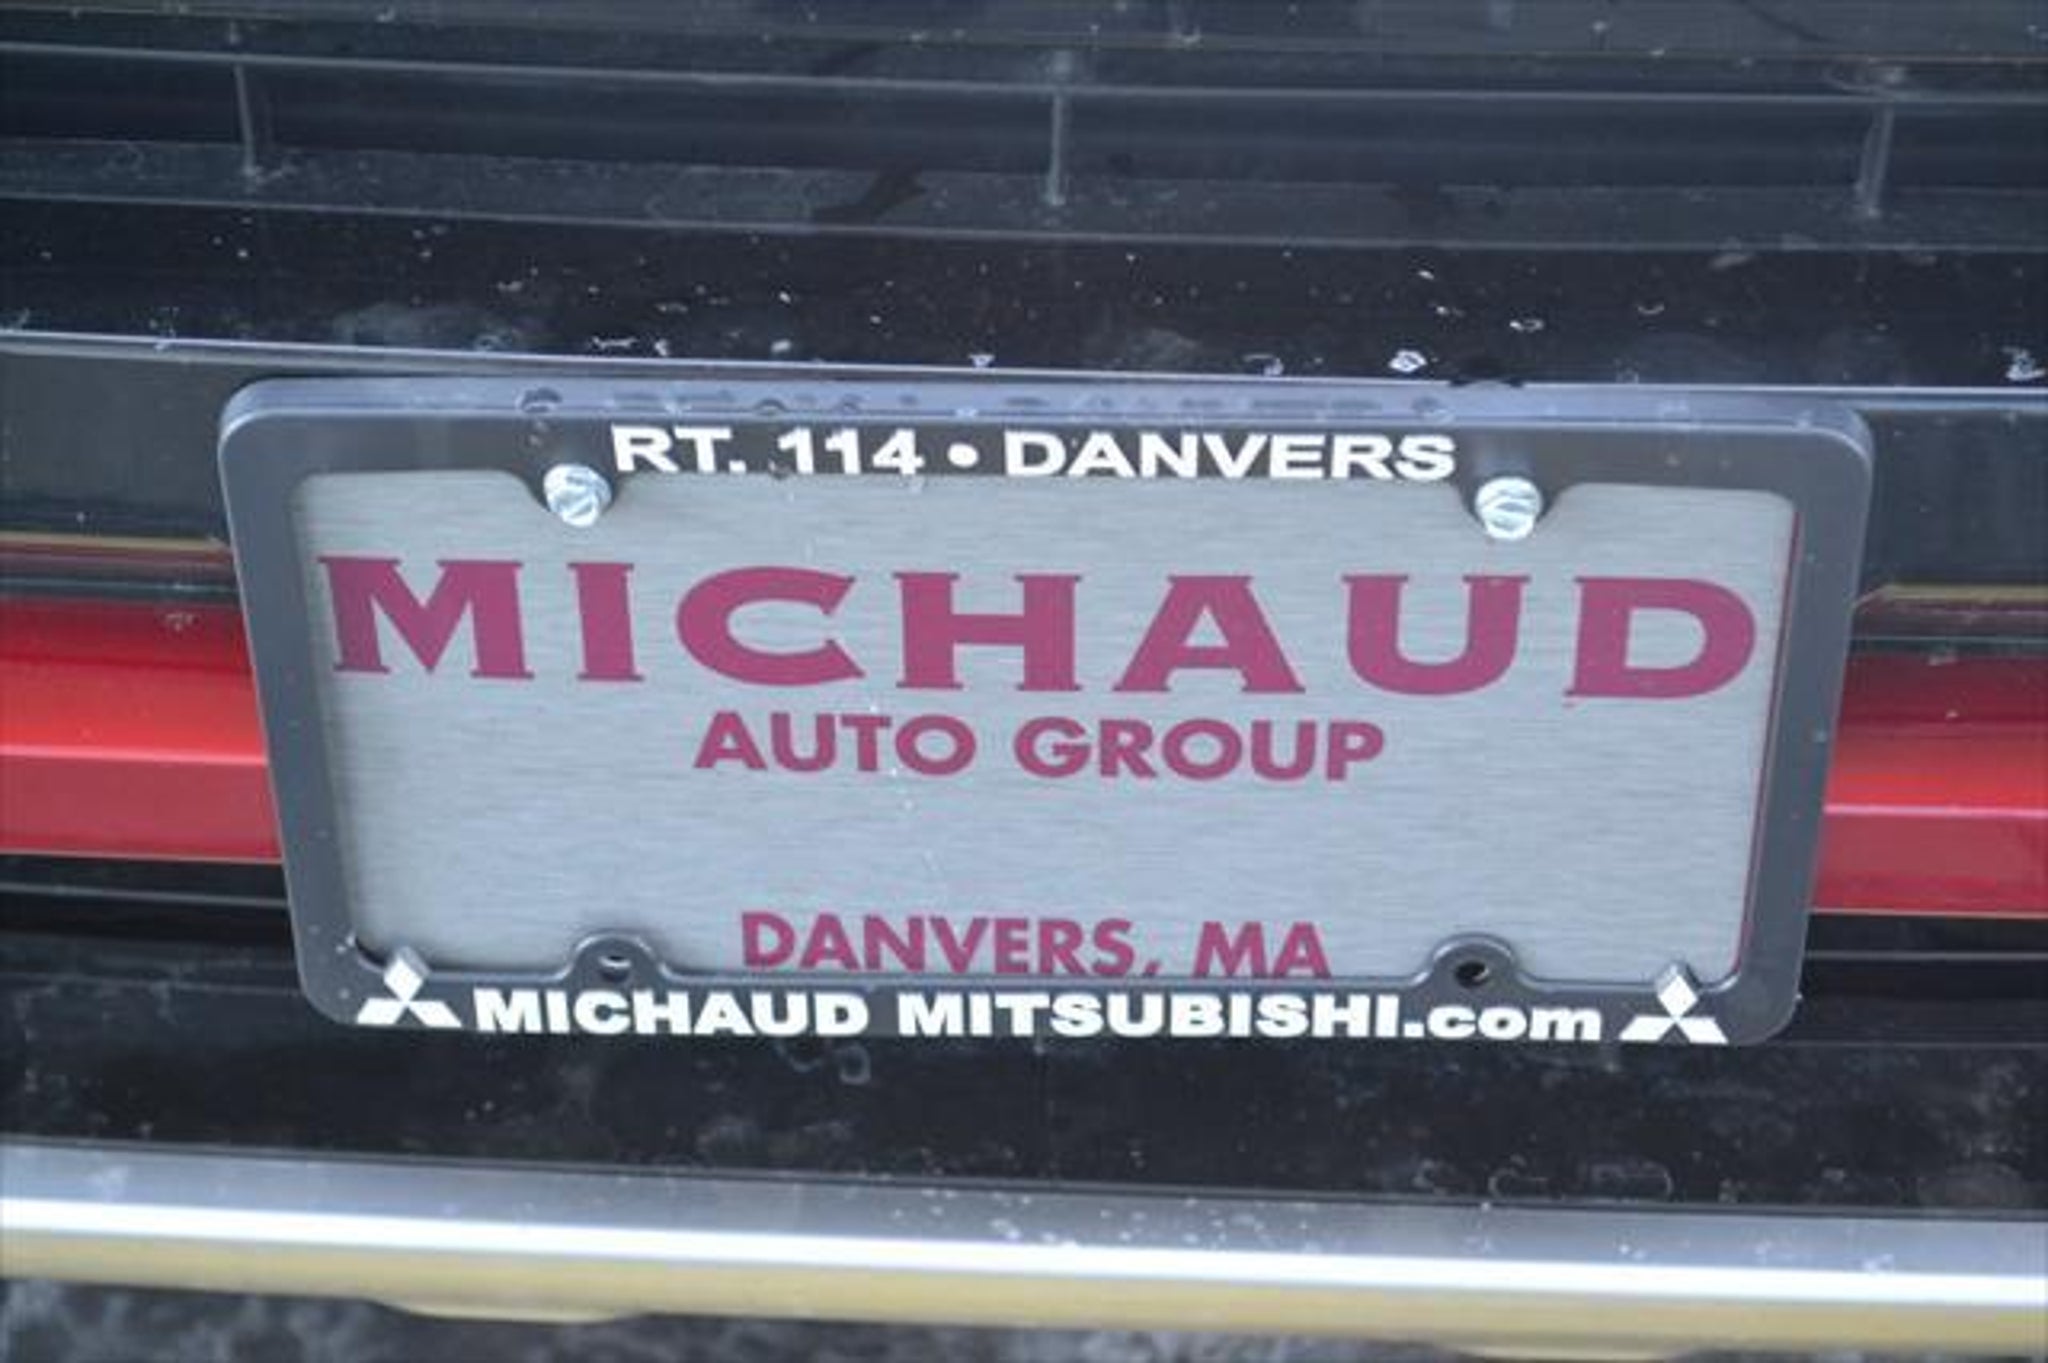 RT. 114 • DANVERS
MICHAUD
AUTO GROUP
DANVERS, MA
MICHAUD MITSUBISHI.com